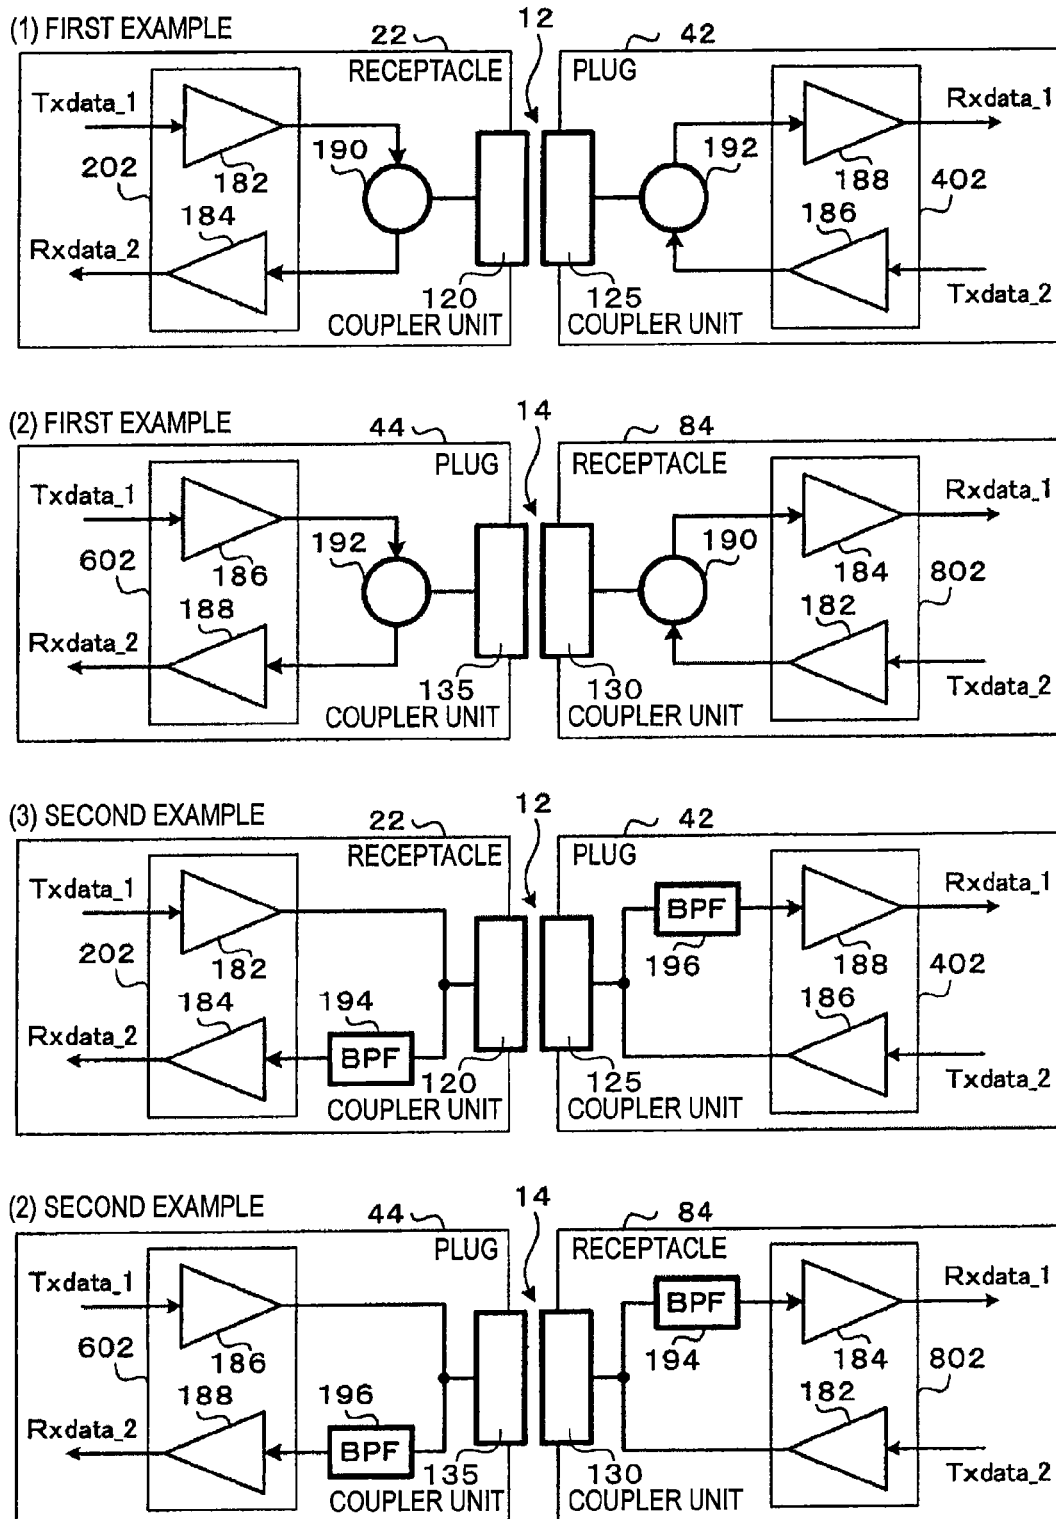 (1) FIRST EXAMPLE
22
12
42
RECEPTACLE
PLUG
Txdata_1
Rxdata_1
190
192
202
182
188
402
184
186
Rxdata_2
Txdata_2
120
125
COUPLER UNIT
COUPLER UNIT
(2) FIRST EXAMPLE
44
14
84
PLUG
RECEPTACLE
Txdata_1
Rxdata_1
192
190
602
186
184
802
188
182
Rxdata_2
Txdata_2
135
130
COUPLER UNIT
COUPLER UNIT
(3) SECOND EXAMPLE
22
12
42
RECEPTACLE
PLUG
Txdata_1
Rxdata_1
BPF
196
202
182
188
402
184
194
186
Rxdata_2
BPF
Txdata_2
120
125
COUPLER UNIT
COUPLER UNIT
(2) SECOND EXAMPLE
44
14
84
PLUG
RECEPTACLE
Txdata_1
Rxdata_1
BPF
194
602
186
184
802
188
196
182
Rxdata_2
BPF
Txdata_2
135
130
COUPLER UNIT
COUPLER UNIT